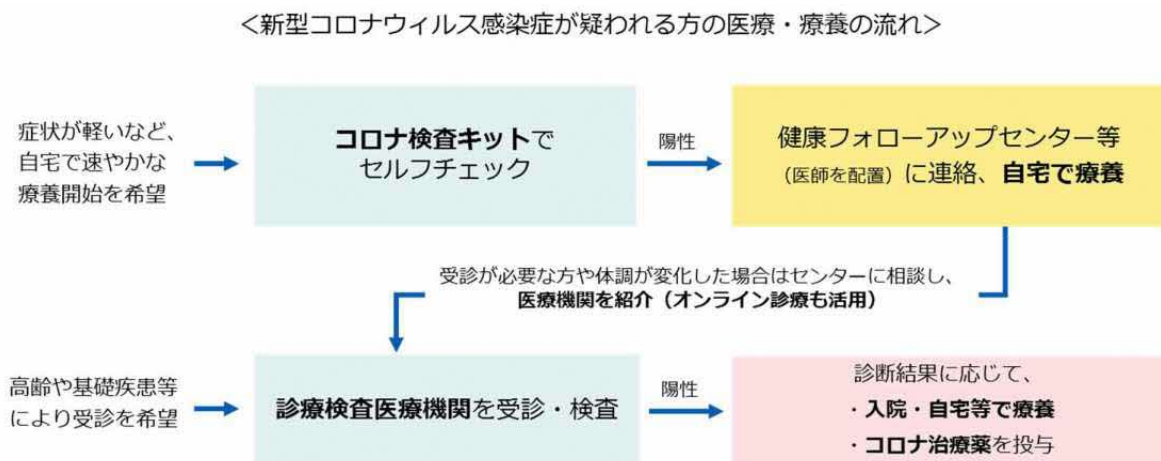 ＜新型コロナウィルス感染症が疑われる方の医療・療養の流れ＞
症状が軽いなど、
自宅で速やかな
療養開始を希望
コロナ検査キットで
セルフチェック
陽性
健康フォローアップセンター等
（医師を配置）に連絡、自宅で療養
受診が必要な方や体調が変化した場合はセンターに相談し、
医療機関を紹介（オンライン診療も活用）
高齢や基礎疾患等
により受診を希望
診療検査医療機関を受診・検査
陽性
診断結果に応じて、
・入院・自宅等で療養
・コロナ治療薬を投与